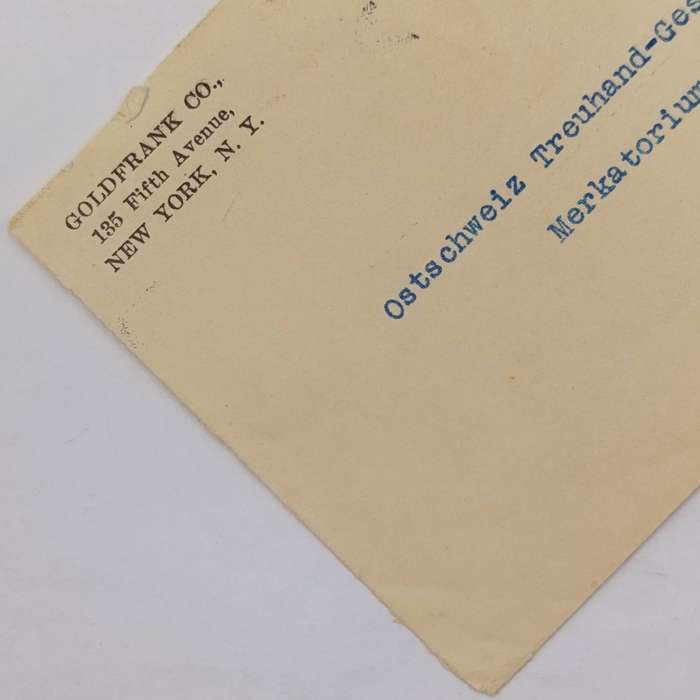 GOLDFRANK CO.,
135 Fifth Avenue,
NEW YORK, N. Y.
Ostschweiz Treuhand-Ges
Merkatorium